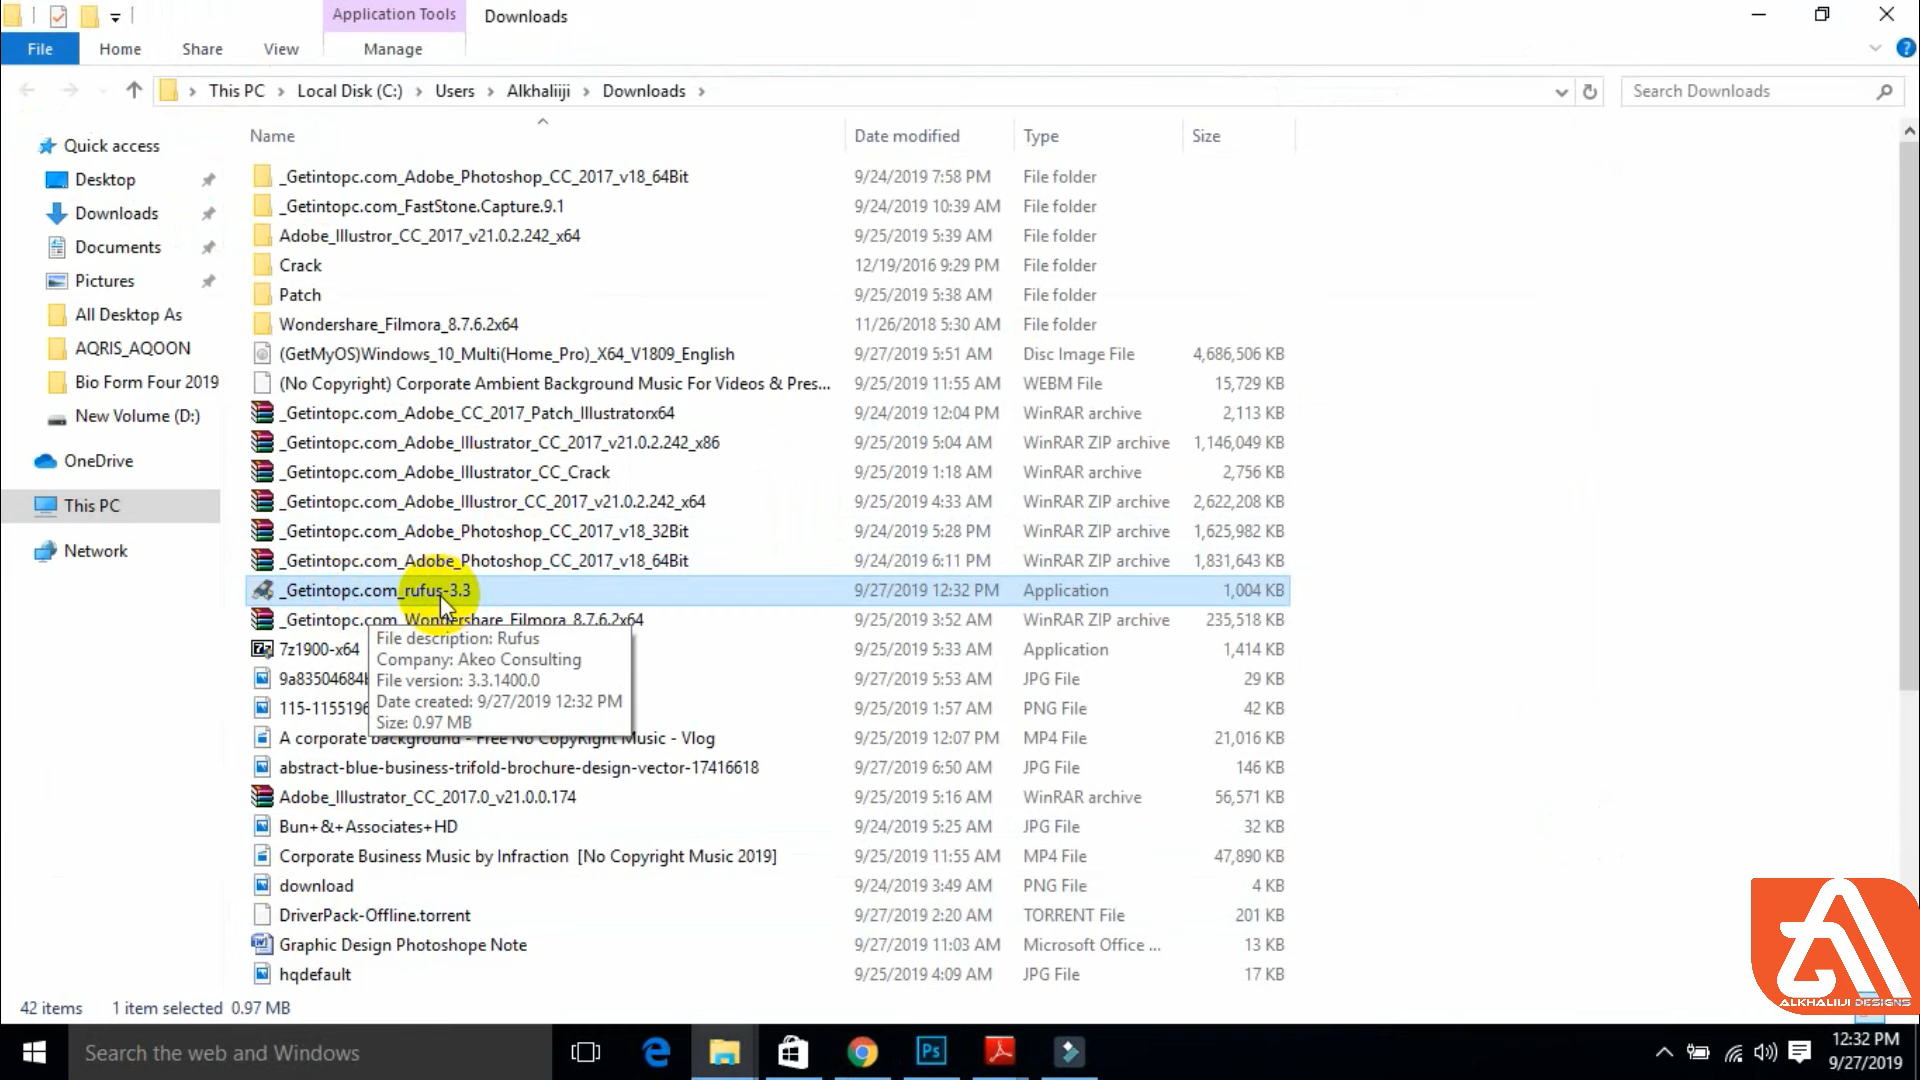 Application Tools
Downloads
File
Home
Share
View
Manage
This PC > Local Disk (C:) > Users > Alkhaliiji > Downloads >
Search Downloads
Name
Date modified
Type
Size
Quick access
Desktop
Downloads
Documents
Pictures
All Desktop As
AQRIS_AQOON
Bio Form Four 2019
New Volume (D:)
OneDrive
This PC
Network
_Getintopc.com_Adobe_Photoshop_CC_2017_v18_64Bit 9/24/2019 7:58 PM File folder
_Getintopc.com_FastStone.Capture.9.1 9/24/2019 10:39 AM File folder
Adobe_Illustror_CC_2017_v21.0.2.242_x64 9/25/2019 5:39 AM File folder
Crack 12/19/2016 9:29 PM File folder
Patch 9/25/2019 5:38 AM File folder
Wondershare_Filmora_8.7.6.2x64 11/26/2018 5:30 AM File folder
(GetMyOS)Windows_10_Multi(Home_Pro)_X64_V1809_English 9/27/2019 5:51 AM Disc Image File 4,686,506 KB
(No Copyright) Corporate Ambient Background Music For Videos & Pres... 9/25/2019 11:55 AM WEBM File 15,729 KB
_Getintopc.com_Adobe_CC_2017_Patch_Illustratorx64 9/24/2019 12:04 PM WinRAR archive 2,113 KB
_Getintopc.com_Adobe_Illustrator_CC_2017_v21.0.2.242_x86 9/25/2019 5:04 AM WinRAR ZIP archive 1,146,049 KB
_Getintopc.com_Adobe_Illustrator_CC_Crack 9/25/2019 1:18 AM WinRAR archive 2,756 KB
_Getintopc.com_Adobe_Illustror_CC_2017_v21.0.2.242_x64 9/25/2019 4:33 AM WinRAR ZIP archive 2,622,208 KB
_Getintopc.com_Adobe_Photoshop_CC_2017_v18_32Bit 9/24/2019 5:28 PM WinRAR ZIP archive 1,625,982 KB
_Getintopc.com_Adobe_Photoshop_CC_2017_v18_64Bit 9/24/2019 6:11 PM WinRAR ZIP archive 1,831,643 KB
_Getintopc.com_rufus-3.3 9/27/2019 12:32 PM Application 1,004 KB
_Getintopc.com_Wondershare_Filmora_8.7.6.2x64 9/25/2019 3:52 AM WinRAR ZIP archive 235,518 KB
7z1900-x64 9/25/2019 5:33 AM Application 1,414 KB
9a83504684 9/27/2019 5:53 AM JPG File 29 KB
115-1155196 9/25/2019 1:57 AM PNG File 42 KB
A corporate background - Free No CopyRight Music - Vlog 9/25/2019 12:07 PM MP4 File 21,016 KB
abstract-blue-business-trifold-brochure-design-vector-17416618 9/27/2019 6:50 AM JPG File 146 KB
Adobe_Illustrator_CC_2017.0_v21.0.0.174 9/25/2019 5:16 AM WinRAR archive 56,571 KB
Bun+&+Associates+HD 9/24/2019 5:25 AM JPG File 32 KB
Corporate Business Music by Infraction [No Copyright Music 2019] 9/25/2019 11:55 AM MP4 File 47,890 KB
download 9/24/2019 3:49 AM PNG File 4 KB
DriverPack-Offline.torrent 9/27/2019 2:20 AM TORRENT File 201 KB
Graphic Design Photoshope Note 9/27/2019 11:03 AM Microsoft Office ... 13 KB
hqdefault 9/25/2019 4:09 AM JPG File 17 KB
File description: Rufus
Company: Akeo Consulting
File version: 3.3.1400.0
Date created: 9/27/2019 12:32 PM
Size: 0.97 MB
ALKHALIIJI DESIGNS
42 items 1 item selected 0.97 MB
Search the web and Windows
Ps
12:32 PM
9/27/2019